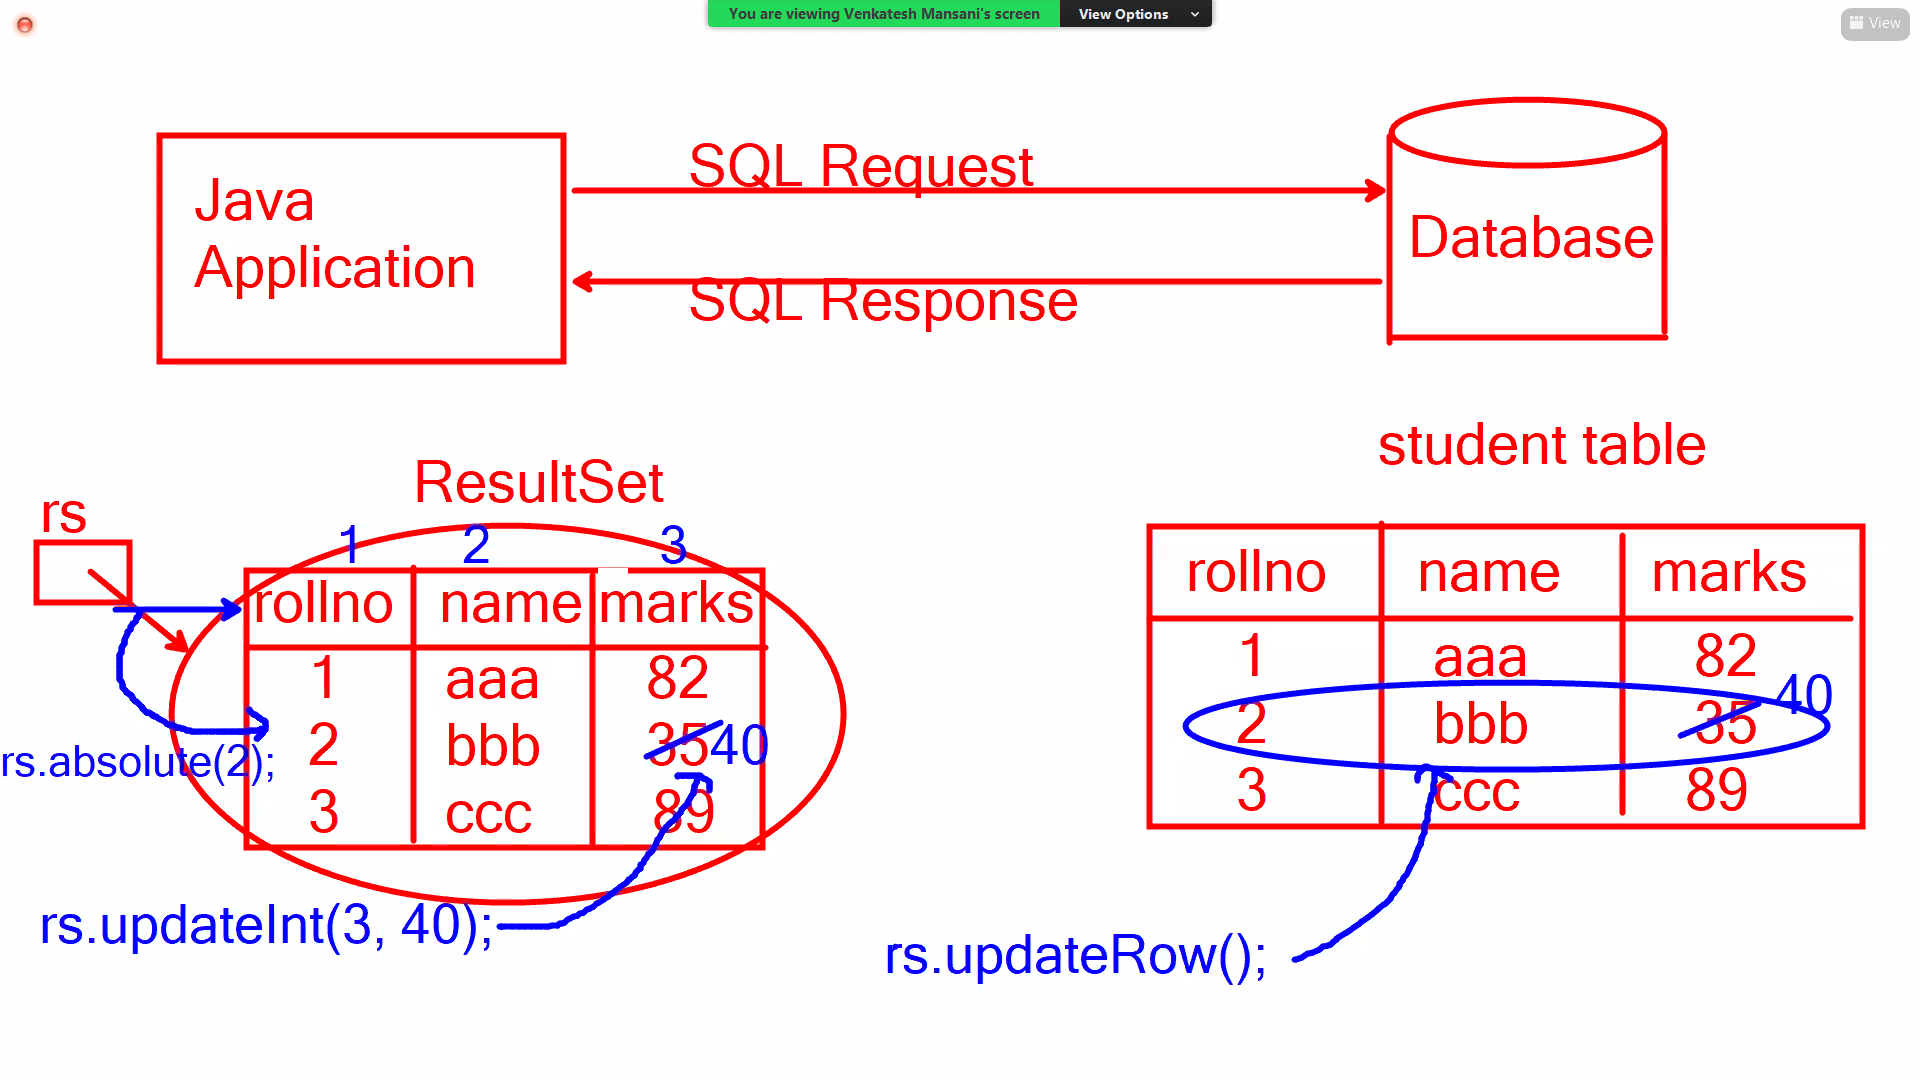 You are viewing Venkatesh Mansani's screen
View Options
View
Java
Application
SQL Request
SQL Response
Database
student table
ResultSet
rs
1 2 3
rollno name marks
1 aaa 82
2 bbb 35 40
3 ccc 89
rs.absolute(2);
rs.updateInt(3, 40);
rollno name marks
1 aaa 82
2 bbb 35 40
3 ccc 89
rs.updateRow();